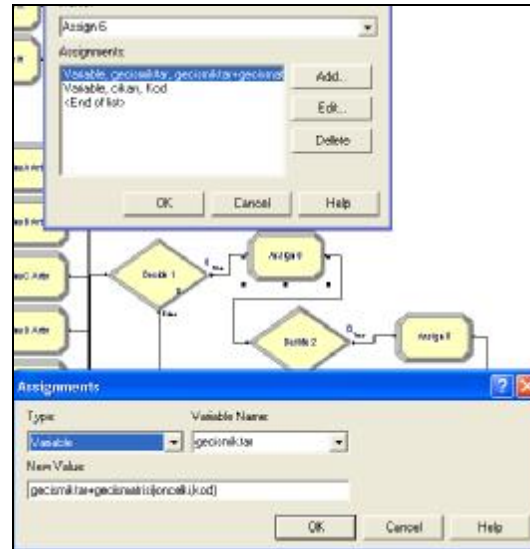 Assign 6
Assignments:
Variable, gecismiktar, gecismiktar+gecismat
Variable, cikan, Kod
<End of list>
Add...
Edit...
Delete
OK
Cancel
Help
Decide 1
True
False
Decide 2
True
Assignments
Type:
Variable Name:
Variable
gecismiktar
New Value:
gecismiktar+gecismatrisi(oncelki,kod)
OK
Cancel
Help